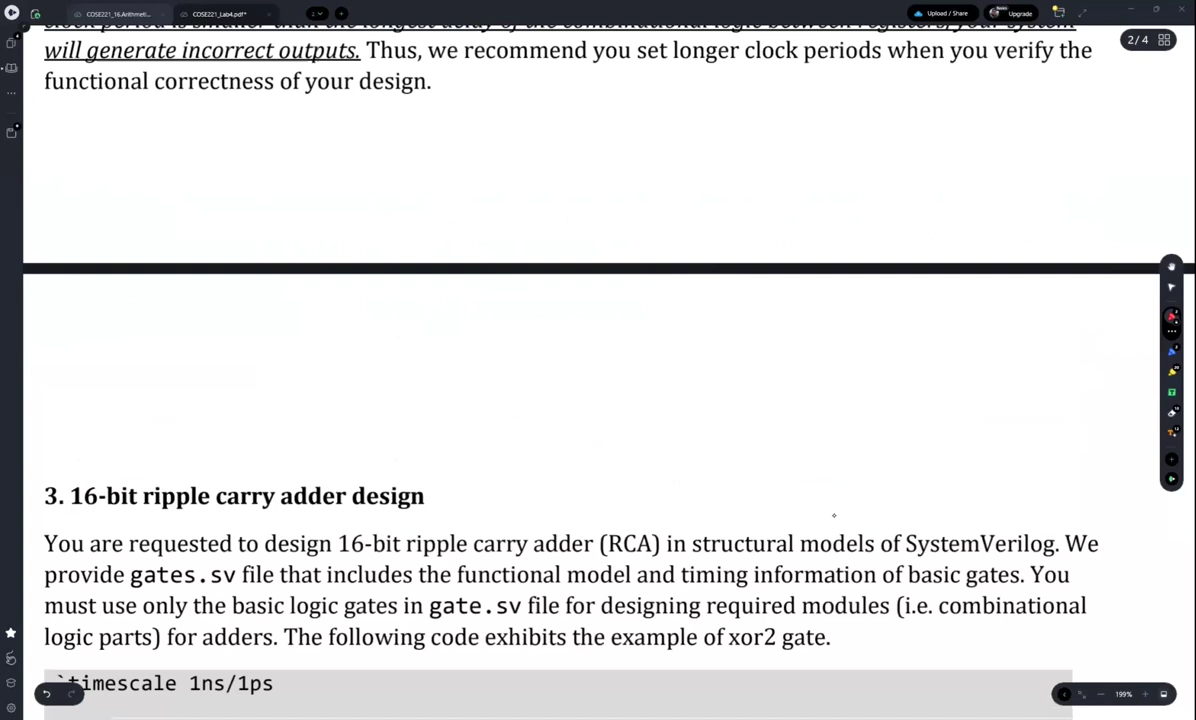 COSE221_16.Arithmeti...
COSE221_Lab4.pdf*
2
Upload / Share
Upgrade
2/4
will generate incorrect outputs. Thus, we recommend you set longer clock periods when you verify the
functional correctness of your design.
3. 16-bit ripple carry adder design
You are requested to design 16-bit ripple carry adder (RCA) in structural models of SystemVerilog. We
provide gates.sv file that includes the functional model and timing information of basic gates. You
must use only the basic logic gates in gate.sv file for designing required modules (i.e. combinational
logic parts) for adders. The following code exhibits the example of xor2 gate.
`timescale 1ns/1ps
199%